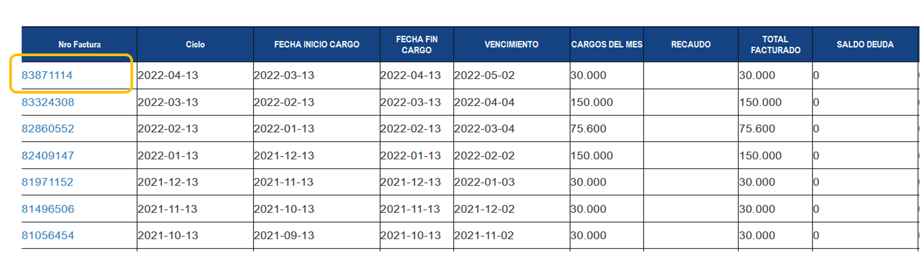 Nro Factura Ciclo FECHA INICIO CARGO FECHA FIN CARGO VENCIMIENTO CARGOS DEL MES RECAUDO TOTAL FACTURADO SALDO DEUDA
83871114 2022-04-13 2022-03-13 2022-04-13 2022-05-02 30.000 30.000 0
83324308 2022-03-13 2022-02-13 2022-03-13 2022-04-04 150.000 150.000 0
82860552 2022-02-13 2022-01-13 2022-02-13 2022-03-04 75.600 75.600 0
82409147 2022-01-13 2021-12-13 2022-01-13 2022-02-02 150.000 150.000 0
81971152 2021-12-13 2021-11-13 2021-12-13 2022-01-03 30.000 30.000 0
81496506 2021-11-13 2021-10-13 2021-11-13 2021-12-02 30.000 30.000 0
81056454 2021-10-13 2021-09-13 2021-10-13 2021-11-02 30.000 30.000 0